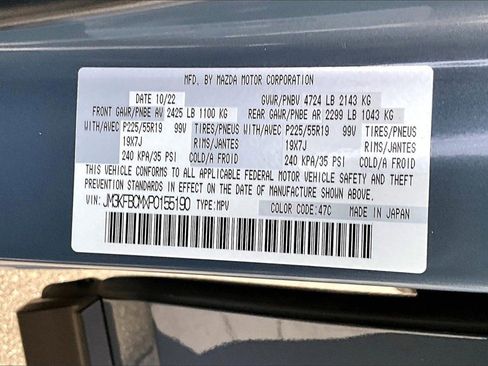 MFD. BY MAZDA MOTOR CORPORATION
DATE 10/22 GVWR/PNBV 4724 LB 2143 KG
FRONT GAWR/PNBE AV 2425 LB 1100 KG REAR GAWR/PNBE AR 2299 LB 1043 KG
WITH/AVEC P225/55R19 99V TIRES/PNEUS WITH/AVEC P225/55R19 99V TIRES/PNEUS
19X7J RIMS/JANTES 19X7J RIMS/JANTES
240 KPA/35 PSI COLD/A FROID 240 KPA/35 PSI COLD/A FROID
THIS VEHICLE CONFORMS TO ALL APPLICABLE FEDERAL MOTOR VEHICLE SAFETY AND THEFT
PREVENTION STANDARDS IN EFFECT ON THE DATE OF MANUFACTURE SHOWN ABOVE.
VIN: JM3KFBCMXP0155190 TYPE: MPV COLOR CODE: 47C MADE IN JAPAN